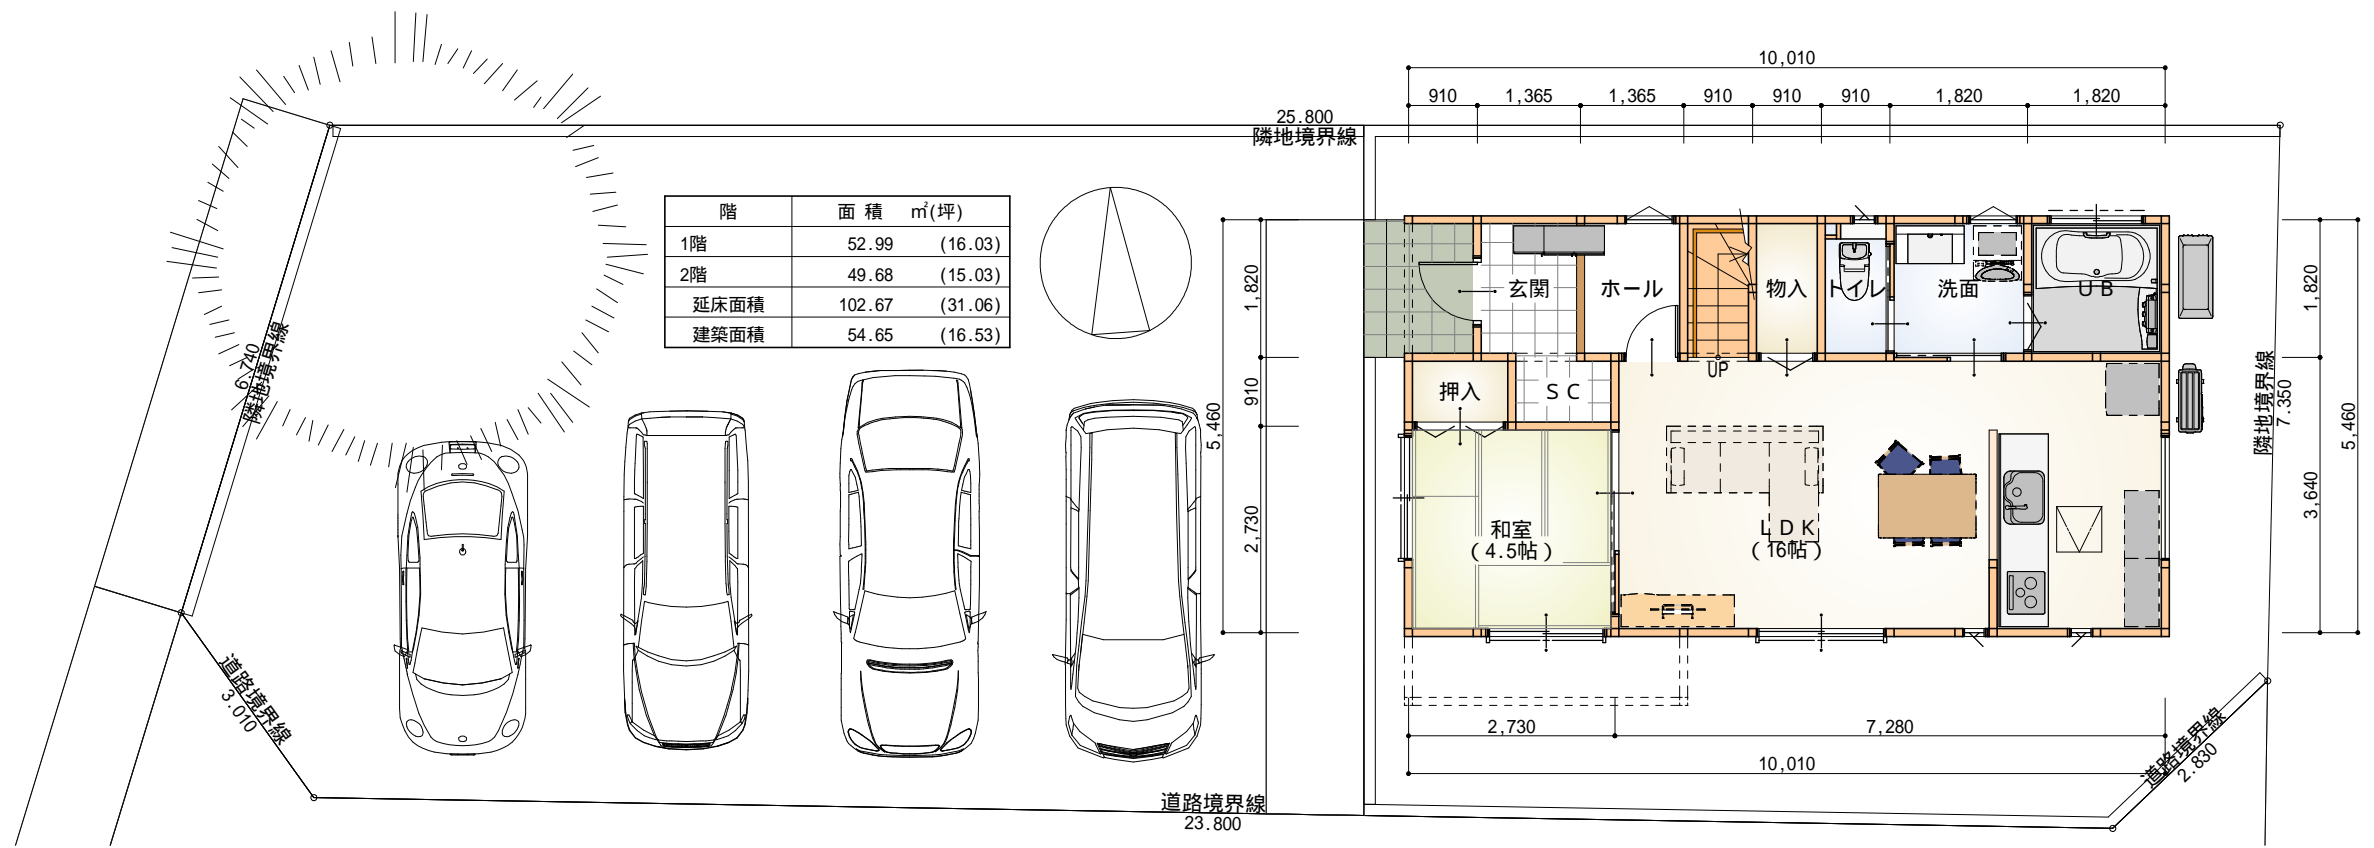 10,010
910 1,365 1,365 910 910 910 1,820 1,820
25.800
隣地境界線
階 面 積 ㎡(坪)
1階 52.99 (16.03)
2階 49.68 (15.03)
延床面積 102.67 (31.06)
建築面積 54.65 (16.53)
6.740
隣地境界線
道路境界線
3.010
5,460
1,820
910
2,730
玄関
ホール
物入
トイレ
洗面
ＵＢ
UP
押入
ＳＣ
和室
(4.5帖)
ＬＤＫ
(16帖)
1,820
3,640
5,460
隣地境界線
7.350
2,730 7,280
10,010
道路境界線
2.830
道路境界線
23.800